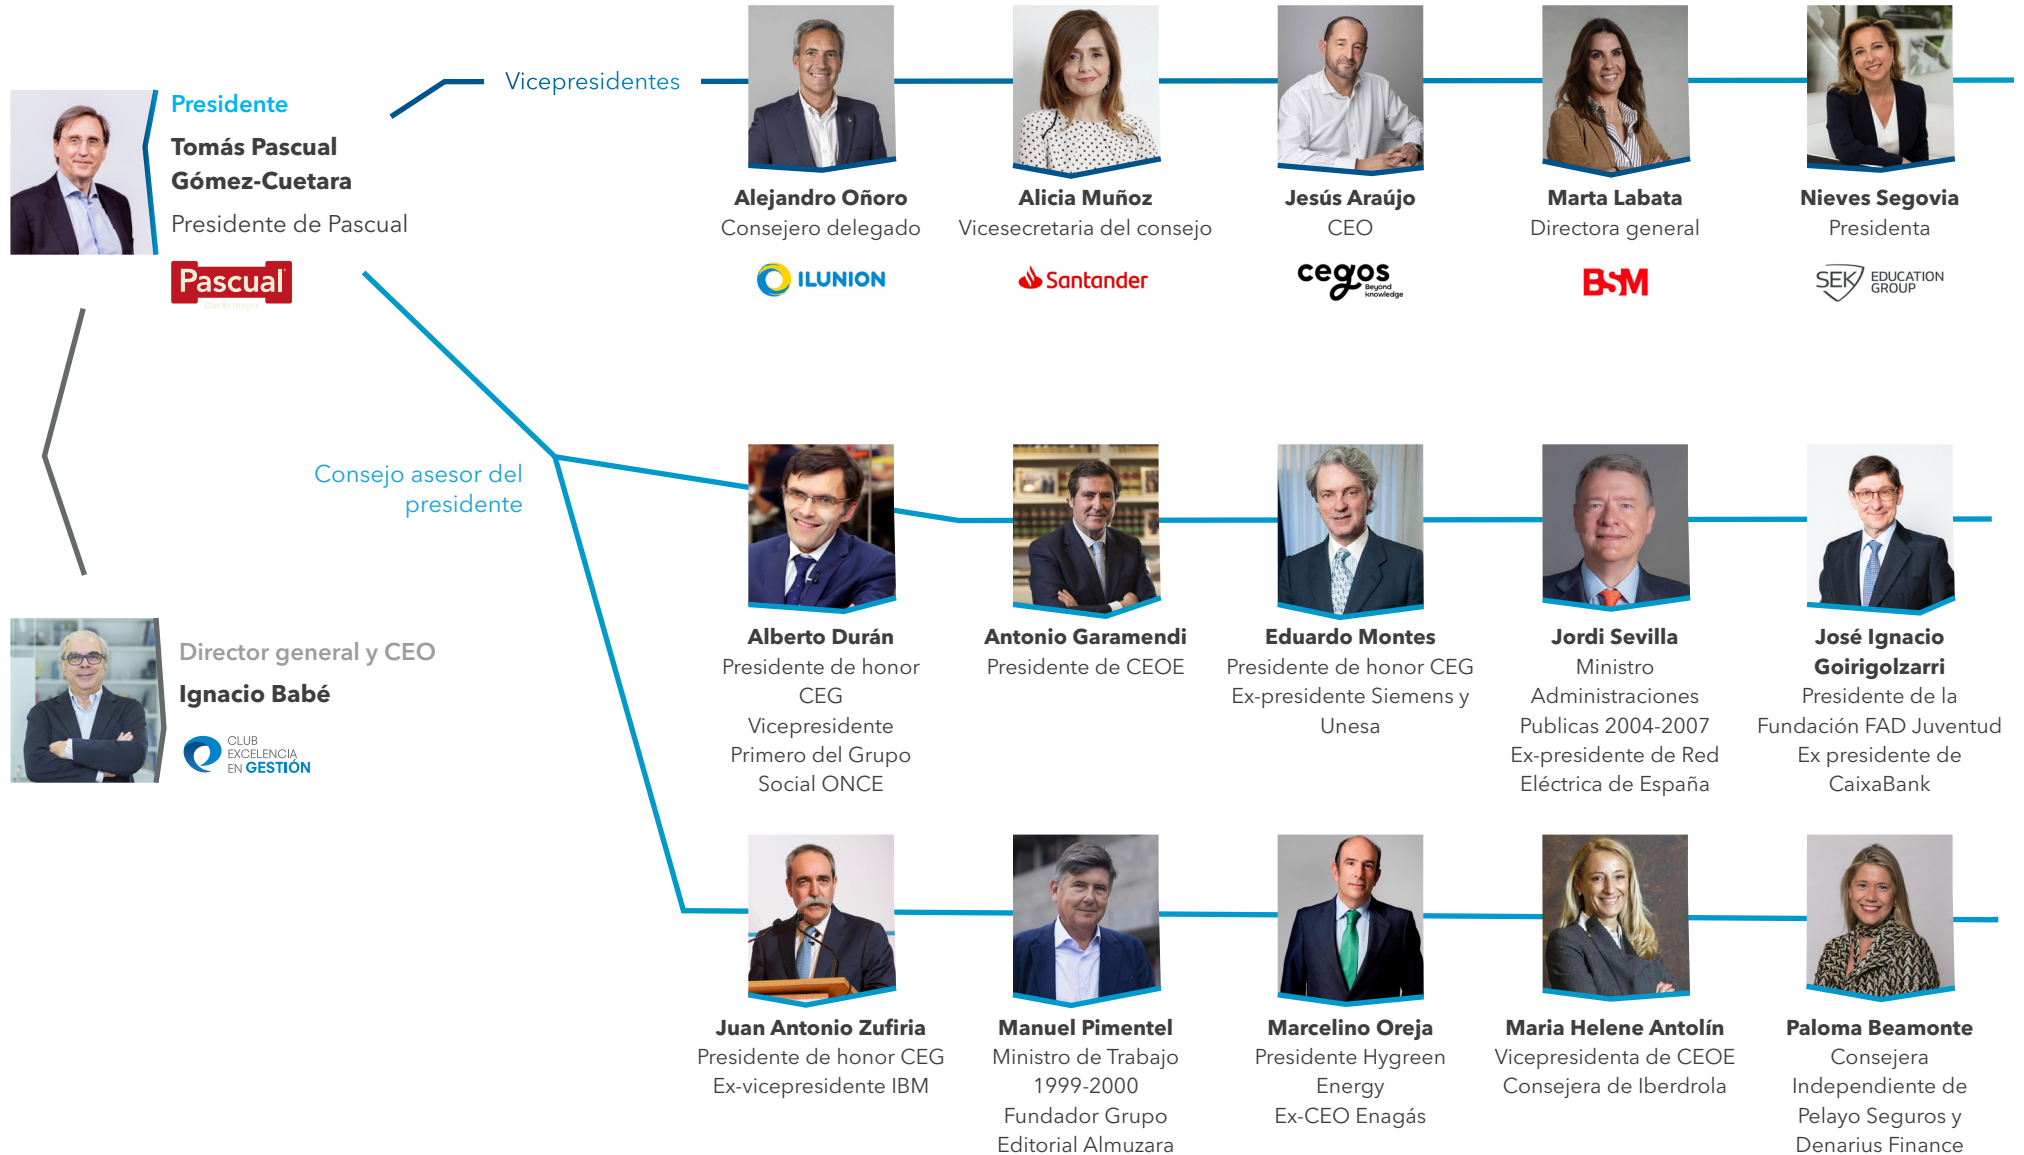 Presidente
Tomás Pascual
Gómez-Cuetara
Presidente de Pascual
Pascual
Dar lo mejor
Vicepresidentes
Alejandro Oñoro
Consejero delegado
ILUNION
Alicia Muñoz
Vicesecretaria del consejo
Santander
Jesús Araújo
CEO
cegos
Beyond
knowledge
Marta Labata
Directora general
BSM
Nieves Segovia
Presidenta
SEK EDUCATION
GROUP
Consejo asesor del
presidente
Alberto Durán
Presidente de honor
CEG
Vicepresidente
Primero del Grupo
Social ONCE
Antonio Garamendi
Presidente de CEOE
Eduardo Montes
Presidente de honor CEG
Ex-presidente Siemens y
Unesa
Jordi Sevilla
Ministro
Administraciones
Publicas 2004-2007
Ex-presidente de Red
Eléctrica de España
José Ignacio
Goirigolzarri
Presidente de la
Fundación FAD Juventud
Ex presidente de
CaixaBank
Director general y CEO
Ignacio Babé
CLUB
EXCELENCIA
EN GESTIÓN
Juan Antonio Zufiria
Presidente de honor CEG
Ex-vicepresidente IBM
Manuel Pimentel
Ministro de Trabajo
1999-2000
Fundador Grupo
Editorial Almuzara
Marcelino Oreja
Presidente Hygreen
Energy
Ex-CEO Enagás
Maria Helene Antolín
Vicepresidenta de CEOE
Consejera de Iberdrola
Paloma Beamonte
Consejera
Independiente de
Pelayo Seguros y
Denarius Finance